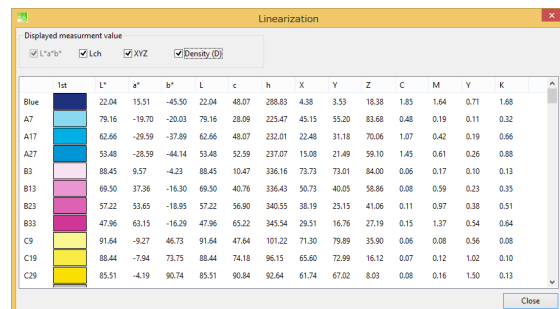 Linearization
Displayed measurment value
L*a*b* Lch XYZ Density (D)
1st L* a* b* L c h X Y Z C M Y K
Blue 22.04 15.51 -45.50 22.04 48.07 288.83 4.38 3.53 18.38 1.85 1.64 0.71 1.68
A7 79.16 -19.70 -20.03 79.16 28.09 225.47 45.15 55.20 83.68 0.48 0.19 0.11 0.32
A17 62.66 -29.59 -37.89 62.66 48.07 232.01 22.48 31.18 70.06 1.07 0.42 0.19 0.66
A27 53.48 -28.59 -44.14 53.48 52.59 237.07 15.08 21.49 59.10 1.45 0.61 0.26 0.88
B3 88.45 9.57 -4.23 88.45 10.47 336.16 73.73 73.01 84.00 0.06 0.17 0.10 0.13
B13 69.50 37.36 -16.30 69.50 40.76 336.43 50.73 40.05 58.86 0.08 0.59 0.23 0.35
B23 57.22 53.65 -18.95 57.22 56.90 340.55 38.19 25.15 41.06 0.11 0.97 0.38 0.51
B33 47.96 63.15 -16.29 47.96 65.22 345.54 29.51 16.76 27.19 0.15 1.37 0.54 0.64
C9 91.64 -9.27 46.73 91.64 47.64 101.22 71.30 79.89 35.90 0.06 0.08 0.56 0.08
C19 88.44 -7.94 73.75 88.44 74.18 96.15 65.60 72.99 16.12 0.07 0.12 1.02 0.10
C29 85.51 -4.19 90.74 85.51 90.84 92.64 61.74 67.02 8.03 0.08 0.16 1.50 0.13
Close